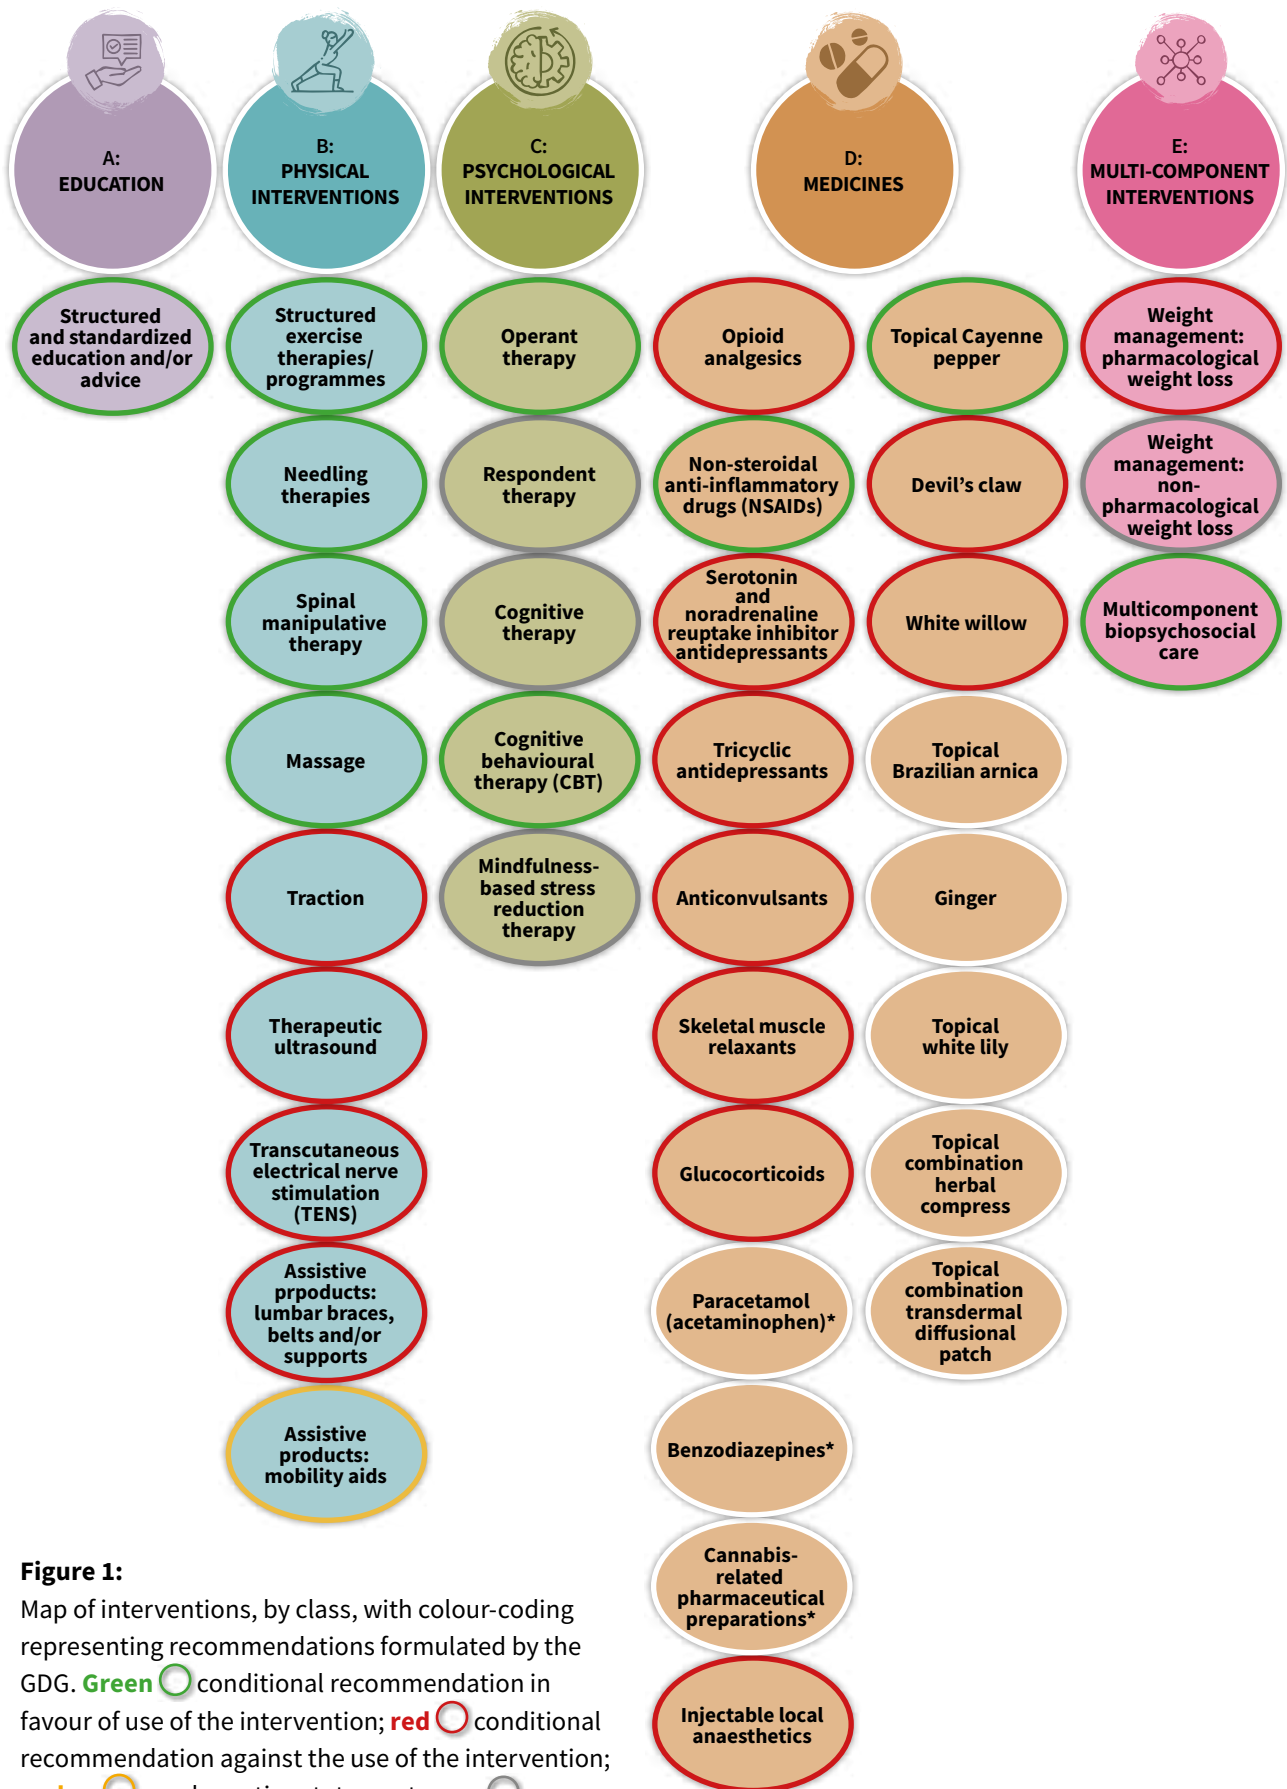 A:
EDUCATION
B:
PHYSICAL
INTERVENTIONS
C:
PSYCHOLOGICAL
INTERVENTIONS
D:
MEDICINES
E:
MULTI-COMPONENT
INTERVENTIONS
Structured
and standardized
education and/or
advice
Structured
exercise
therapies/
programmes
Needling
therapies
Spinal
manipulative
therapy
Massage
Traction
Therapeutic
ultrasound
Transcutaneous
electrical nerve
stimulation
(TENS)
Assistive
prpoducts:
lumbar braces,
belts and/or
supports
Assistive
products:
mobility aids
Operant
therapy
Respondent
therapy
Cognitive
therapy
Cognitive
behavioural
therapy (CBT)
Mindfulness-
based stress
reduction
therapy
Opioid
analgesics
Non-steroidal
anti-inflammatory
drugs (NSAIDs)
Serotonin
and
noradrenaline
reuptake inhibitor
antidepressants
Tricyclic
antidepressants
Anticonvulsants
Skeletal muscle
relaxants
Glucocorticoids
Paracetamol
(acetaminophen)*
Benzodiazepines*
Cannabis-
related
pharmaceutical
preparations*
Injectable local
anaesthetics
Topical Cayenne
pepper
Devil's claw
White willow
Topical
Brazilian arnica
Ginger
Topical
white lily
Topical
combination
herbal
compress
Topical
combination
transdermal
diffusional
patch
Weight
management:
pharmacological
weight loss
Weight
management:
non-
pharmacological
weight loss
Multicomponent
biopsychosocial
care
Figure 1:
Map of interventions, by class, with colour-coding
representing recommendations formulated by the
GDG. Green conditional recommendation in
favour of use of the intervention; red conditional
recommendation against the use of the intervention;